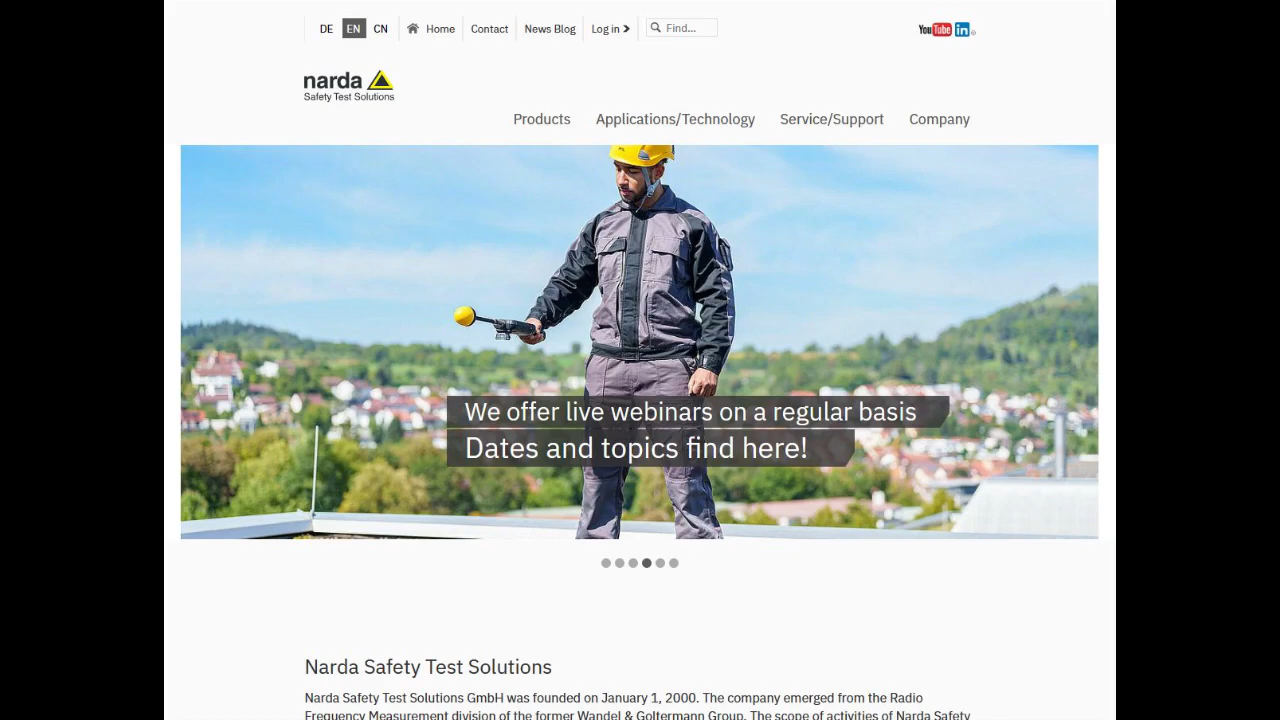 DE EN CN Home Contact News Blog Log in Find...
You Tube in
narda
Safety Test Solutions
Products Applications/Technology Service/Support Company
We offer live webinars on a regular basis
Dates and topics find here!
Narda Safety Test Solutions
Narda Safety Test Solutions GmbH was founded on January 1, 2000. The company emerged from the Radio
Frequency Measurement division of the former Wandel & Goltermann Group. The scope of activities of Narda Safety